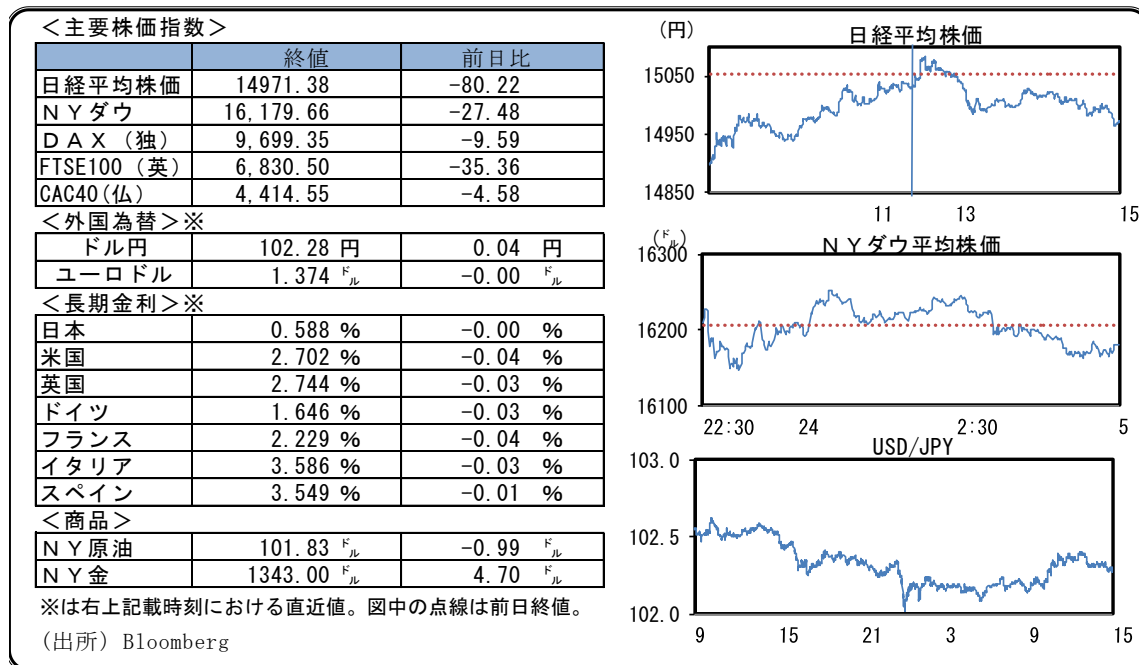 ＜主要株価指数＞
終値 前日比
日経平均株価 14971.38 -80.22
ＮＹダウ 16,179.66 -27.48
ＤＡＸ（独） 9,699.35 -9.59
FTSE100（英） 6,830.50 -35.36
CAC40(仏) 4,414.55 -4.58
＜外国為替＞※
ドル円 102.28 円 0.04 円
ユーロドル 1.374 ㌦ -0.00 ㌦
＜長期金利＞※
日本 0.588 % -0.00 %
米国 2.702 % -0.04 %
英国 2.744 % -0.03 %
ドイツ 1.646 % -0.03 %
フランス 2.229 % -0.04 %
イタリア 3.586 % -0.03 %
スペイン 3.549 % -0.01 %
＜商品＞
ＮＹ原油 101.83 ㌦ -0.99 ㌦
ＮＹ金 1343.00 ㌦ 4.70 ㌦
※は右上記載時刻における直近値。図中の点線は前日終値。
(出所) Bloomberg
(円) 日経平均株価
15050
14950
14850
11 13 15
(㌦) ＮＹダウ平均株価
16300
16200
16100
22:30 24 2:30 5
USD/JPY
103.0
102.5
102.0
9 15 21 3 9 15